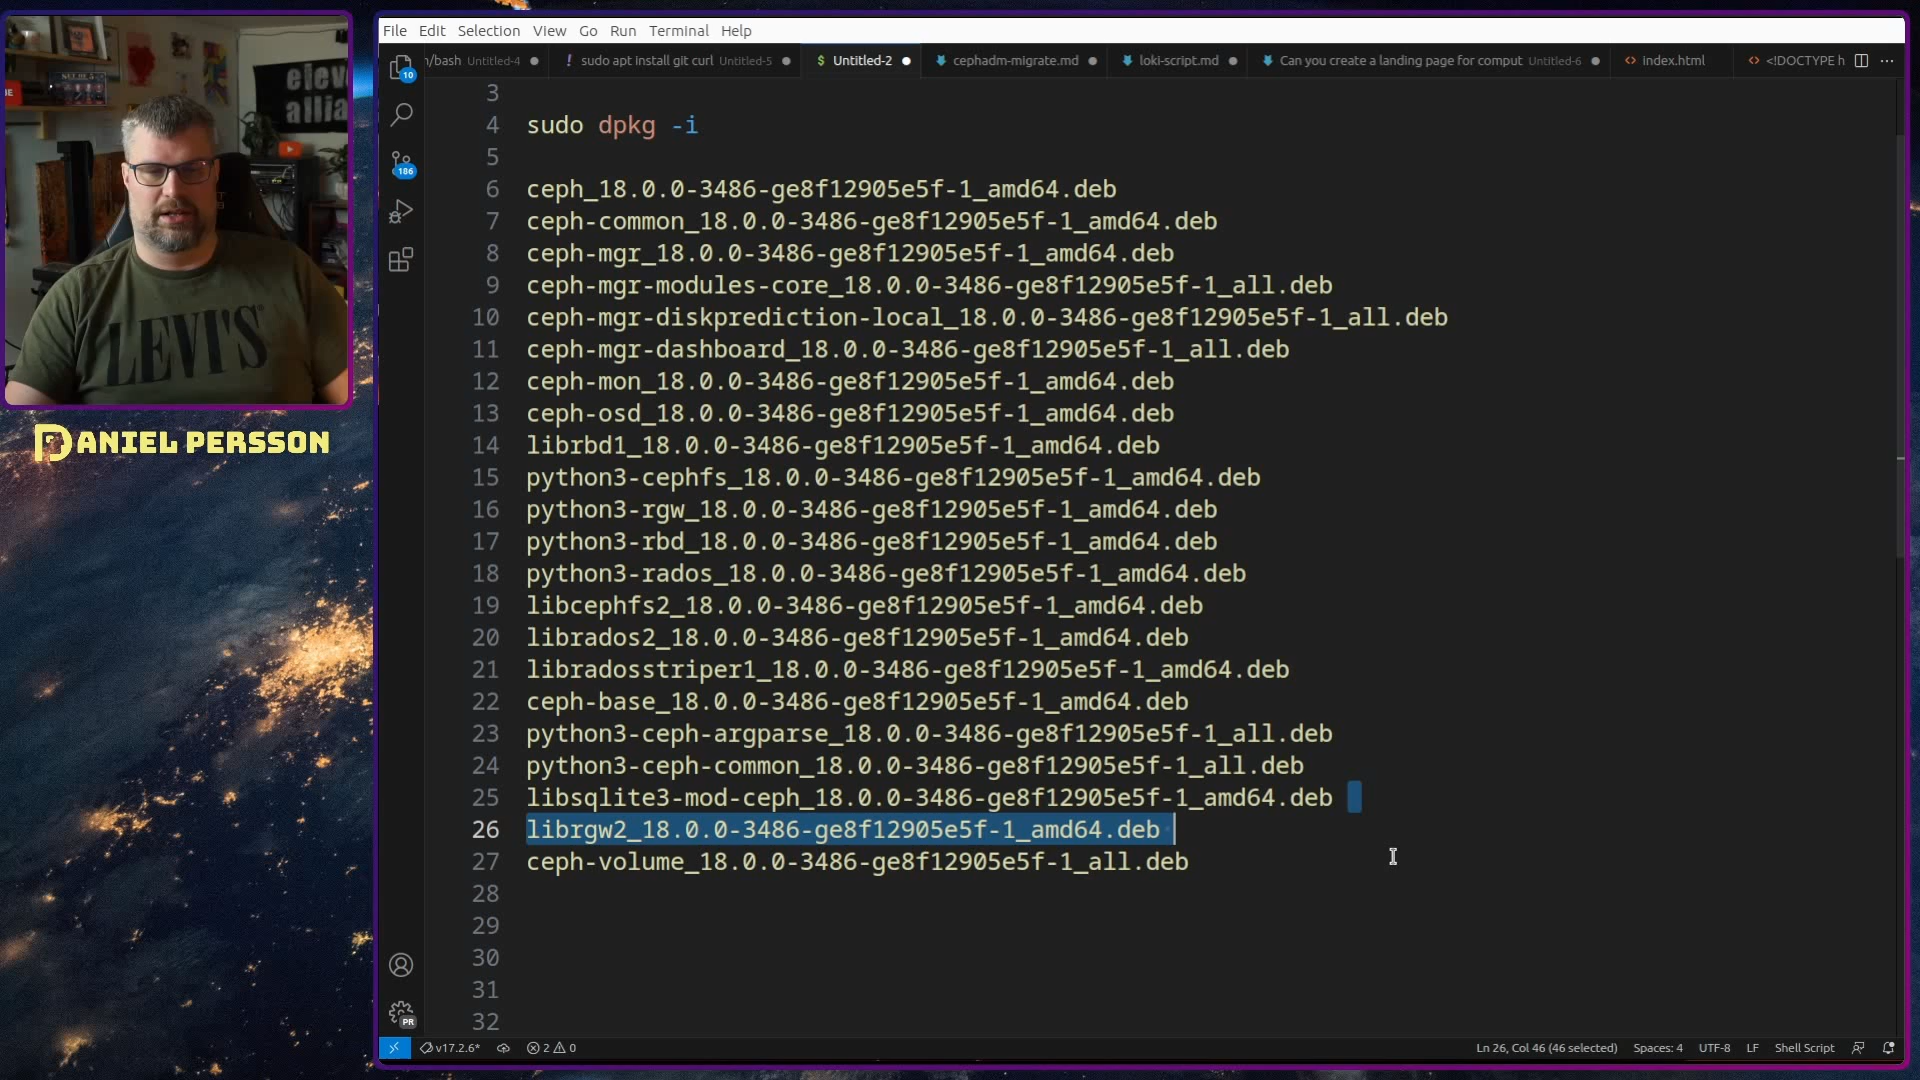 File Edit Selection View Go Run Terminal Help
/bash Untitled-4 ! sudo apt install git curl Untitled-5 $ Untitled-2 cephadm-migrate.md loki-script.md Can you create a landing page for comput Untitled-6 <> index.html <> <!DOCTYPE h
3
4 sudo dpkg -i
5
6 ceph_18.0.0-3486-ge8f12905e5f-1_amd64.deb
7 ceph-common_18.0.0-3486-ge8f12905e5f-1_amd64.deb
8 ceph-mgr_18.0.0-3486-ge8f12905e5f-1_amd64.deb
9 ceph-mgr-modules-core_18.0.0-3486-ge8f12905e5f-1_all.deb
10 ceph-mgr-diskprediction-local_18.0.0-3486-ge8f12905e5f-1_all.deb
11 ceph-mgr-dashboard_18.0.0-3486-ge8f12905e5f-1_all.deb
12 ceph-mon_18.0.0-3486-ge8f12905e5f-1_amd64.deb
13 ceph-osd_18.0.0-3486-ge8f12905e5f-1_amd64.deb
14 librbd1_18.0.0-3486-ge8f12905e5f-1_amd64.deb
15 python3-cephfs_18.0.0-3486-ge8f12905e5f-1_amd64.deb
16 python3-rgw_18.0.0-3486-ge8f12905e5f-1_amd64.deb
17 python3-rbd_18.0.0-3486-ge8f12905e5f-1_amd64.deb
18 python3-rados_18.0.0-3486-ge8f12905e5f-1_amd64.deb
19 libcephfs2_18.0.0-3486-ge8f12905e5f-1_amd64.deb
20 librados2_18.0.0-3486-ge8f12905e5f-1_amd64.deb
21 libradosstriper1_18.0.0-3486-ge8f12905e5f-1_amd64.deb
22 ceph-base_18.0.0-3486-ge8f12905e5f-1_amd64.deb
23 python3-ceph-argparse_18.0.0-3486-ge8f12905e5f-1_all.deb
24 python3-ceph-common_18.0.0-3486-ge8f12905e5f-1_all.deb
25 libsqlite3-mod-ceph_18.0.0-3486-ge8f12905e5f-1_amd64.deb
26 librgw2_18.0.0-3486-ge8f12905e5f-1_amd64.deb
27 ceph-volume_18.0.0-3486-ge8f12905e5f-1_all.deb
28
29
30
31
32
10
186
PR
v17.2.6* 2 0 Ln 26, Col 46 (46 selected) Spaces: 4 UTF-8 LF Shell Script
LEVI'S
DANIEL PERSSON